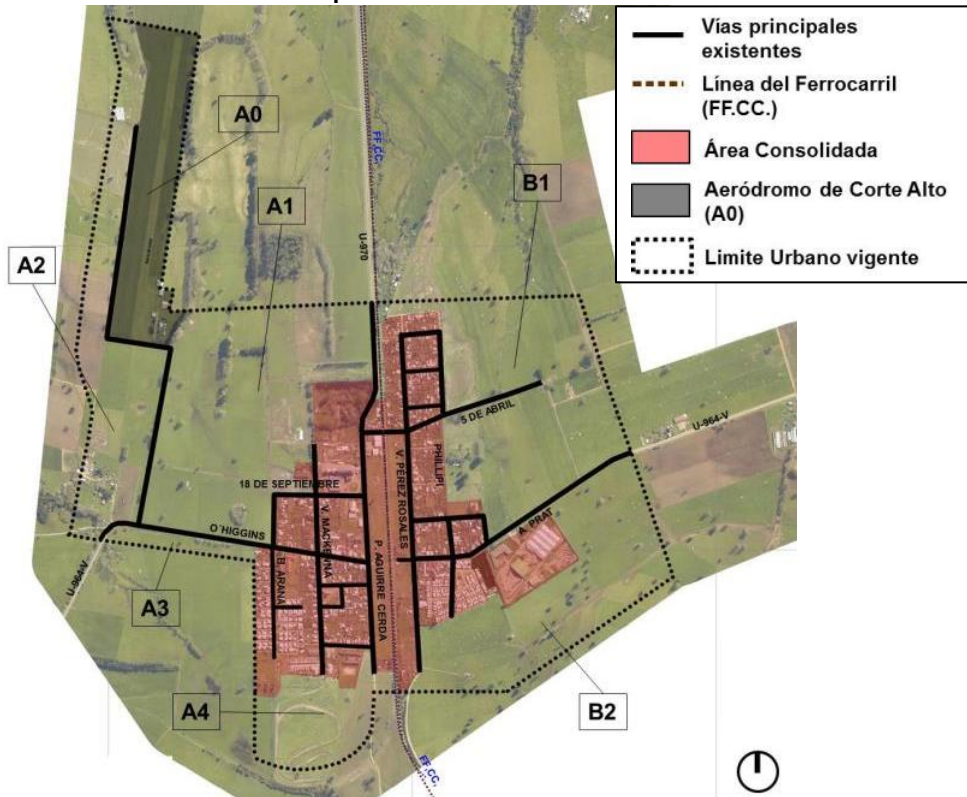 Vías principales
existentes
Línea del Ferrocarril
(FF.CC.)
Área Consolidada
Aeródromo de Corte Alto
(A0)
Limite Urbano vigente
A0
FF.CC.
A1
B1
U-970
A2
5 DE ABRIL
U-964-V
PHILLIPI
V. PÉREZ ROSALES
18 DE SEPTIEMBRE
V. MACKENNA
O´HIGGINS
A. PRAT
P. AGUIRRE CERDA
B. ARANA
U-964-V
A3
A4
B2
FF.CC.